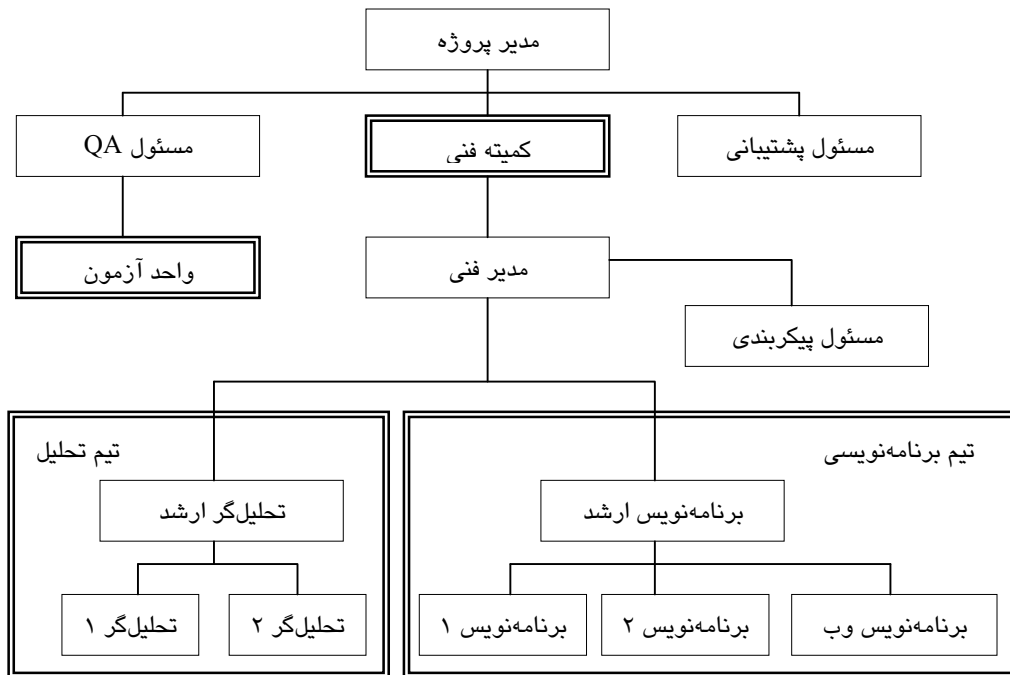 مدیر پروژه
مسئول پشتیبانی
کمیته فنی
مسئول QA
مدیر فنی
واحد آزمون
مسئول پیکربندی
تیم برنامه‌نویسی
تیم تحلیل
برنامه‌نویس ارشد
تحلیل‌گر ارشد
برنامه‌نویس وب
برنامه‌نویس ۲
برنامه‌نویس ۱
تحلیل‌گر ۲
تحلیل‌گر ۱